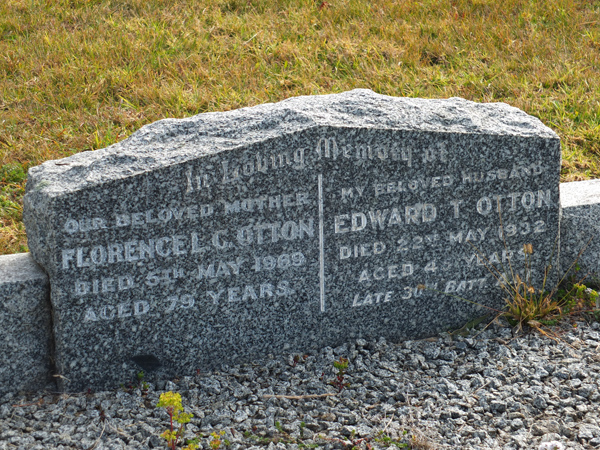 In Loving Memory of
OUR BELOVED MOTHER
FLORENCE L. G. OTTON
DIED 5TH MAY 1969
AGED 79 YEARS.
MY BELOVED HUSBAND
EDWARD T. OTTON
DIED 22ND MAY 1932
AGED 4 YEARS.
LATE 30TH BATT. A.I.F.